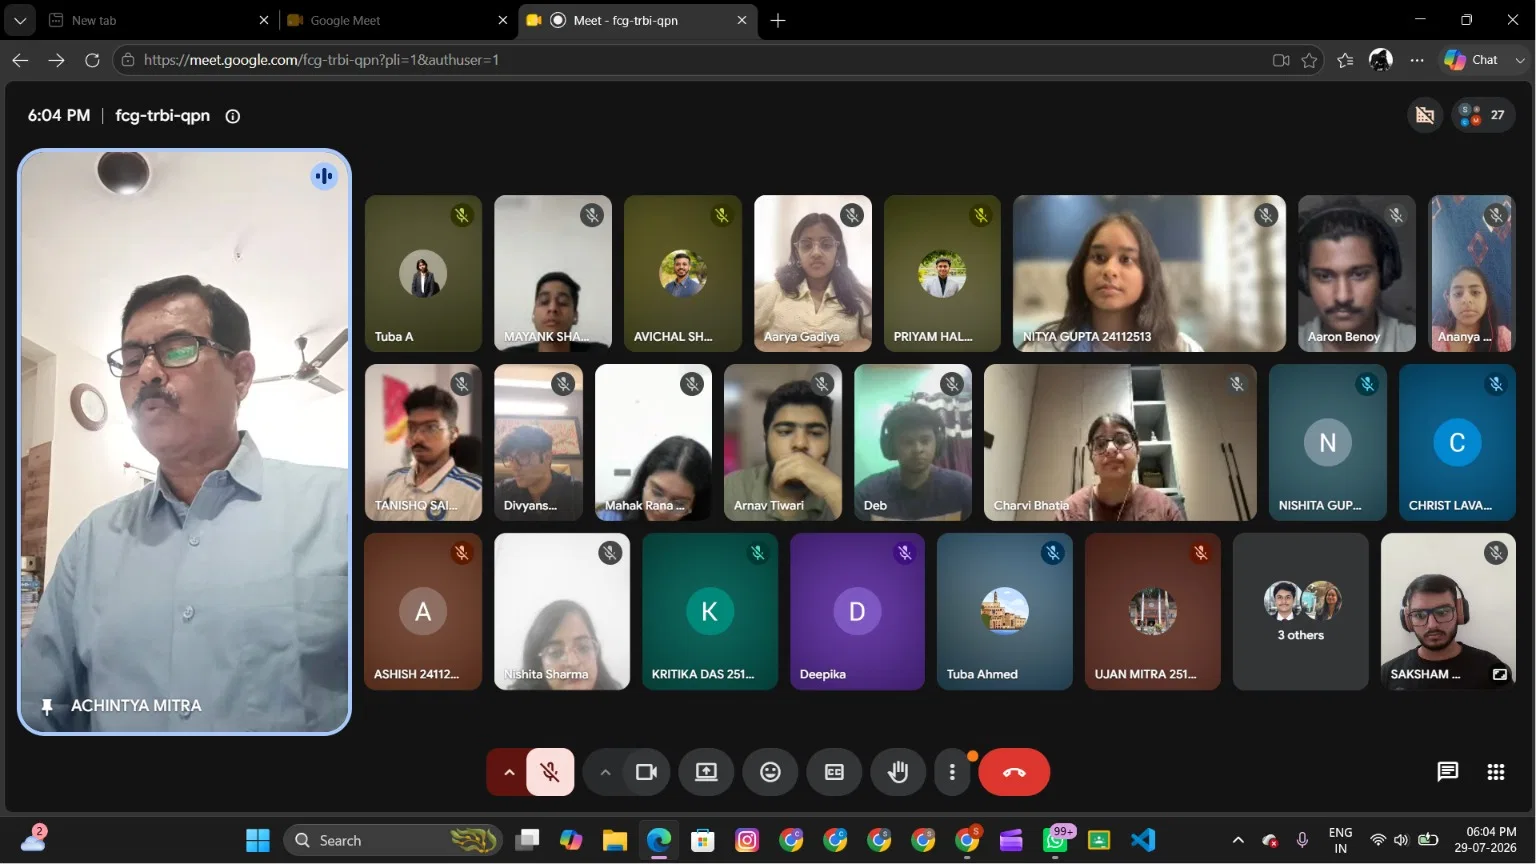 New tab
Google Meet
Meet - fcg-trbi-qpn
https://meet.google.com/fcg-trbi-qpn?pli=1&authuser=1
Chat
6:04 PM | fcg-trbi-qpn
27
Tuba A
MAYANK SHA...
AVICHAL SH...
Aarya Gadiya
PRIYAM HAL...
NITYA GUPTA 24112513
Aaron Benoy
Ananya ...
TANISHQ SAI...
Divyans...
Mahak Rana ...
Arnav Tiwari
Deb
Charvi Bhatia
N
NISHITA GUP...
C
CHRIST LAVA...
A
ASHISH 24112...
Nishita Sharma
K
KRITIKA DAS 251...
D
Deepika
Tuba Ahmed
UJAN MITRA 251...
3 others
SAKSHAM ...
ACHINTYA MITRA
CC
2
Search
99+
ENG
IN
06:04 PM
29-07-2026